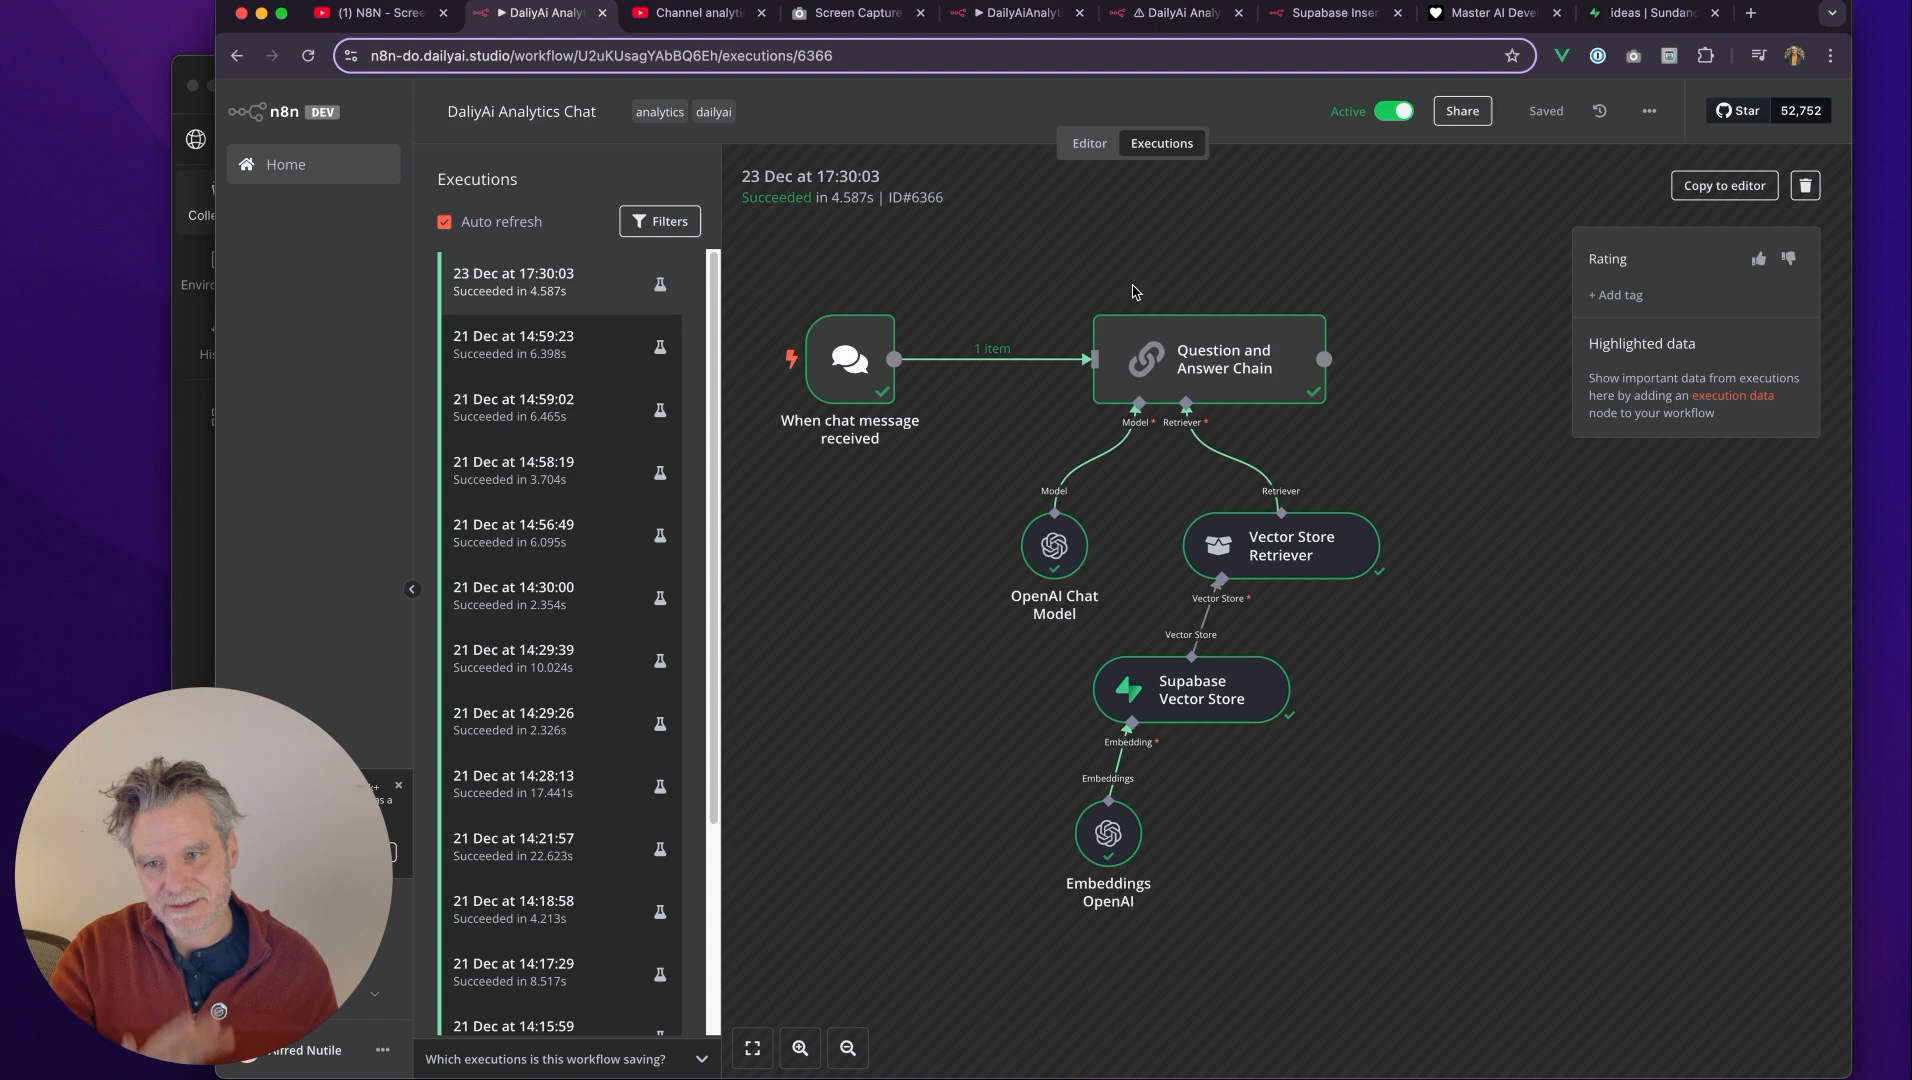 (1) N8N - Scree
DaliyAi Analy
Channel analyti
Screen Capture
DailyAiAnalyt
DailyAi Analy
Supabase Inser
Master AI Deve
ideas | Sundanc
n8n-do.dailyai.studio/workflow/U2uKUsagYAbBQ6Eh/executions/6366
n8n DEV
DaliyAi Analytics Chat
analytics
dailyai
Active
Share
Saved
Star
52,752
Editor
Executions
Home
Colle
Enviro
His
Executions
Auto refresh
Filters
23 Dec at 17:30:03
Succeeded in 4.587s
21 Dec at 14:59:23
Succeeded in 6.398s
21 Dec at 14:59:02
Succeeded in 6.465s
21 Dec at 14:58:19
Succeeded in 3.704s
21 Dec at 14:56:49
Succeeded in 6.095s
21 Dec at 14:30:00
Succeeded in 2.354s
21 Dec at 14:29:39
Succeeded in 10.024s
21 Dec at 14:29:26
Succeeded in 2.326s
21 Dec at 14:28:13
Succeeded in 17.441s
21 Dec at 14:21:57
Succeeded in 22.623s
21 Dec at 14:18:58
Succeeded in 4.213s
21 Dec at 14:17:29
Succeeded in 8.517s
21 Dec at 14:15:59
Which executions is this workflow saving?
Nutile
23 Dec at 17:30:03
Succeeded in 4.587s | ID#6366
Copy to editor
Rating
+ Add tag
Highlighted data
Show important data from executions
here by adding an execution data
node to your workflow
1 item
Question and
Answer Chain
When chat message
received
Model *
Retriever *
Model
Retriever
OpenAI Chat
Model
Vector Store
Retriever
Vector Store *
Vector Store
Supabase
Vector Store
Embedding *
Embeddings
Embeddings
OpenAI